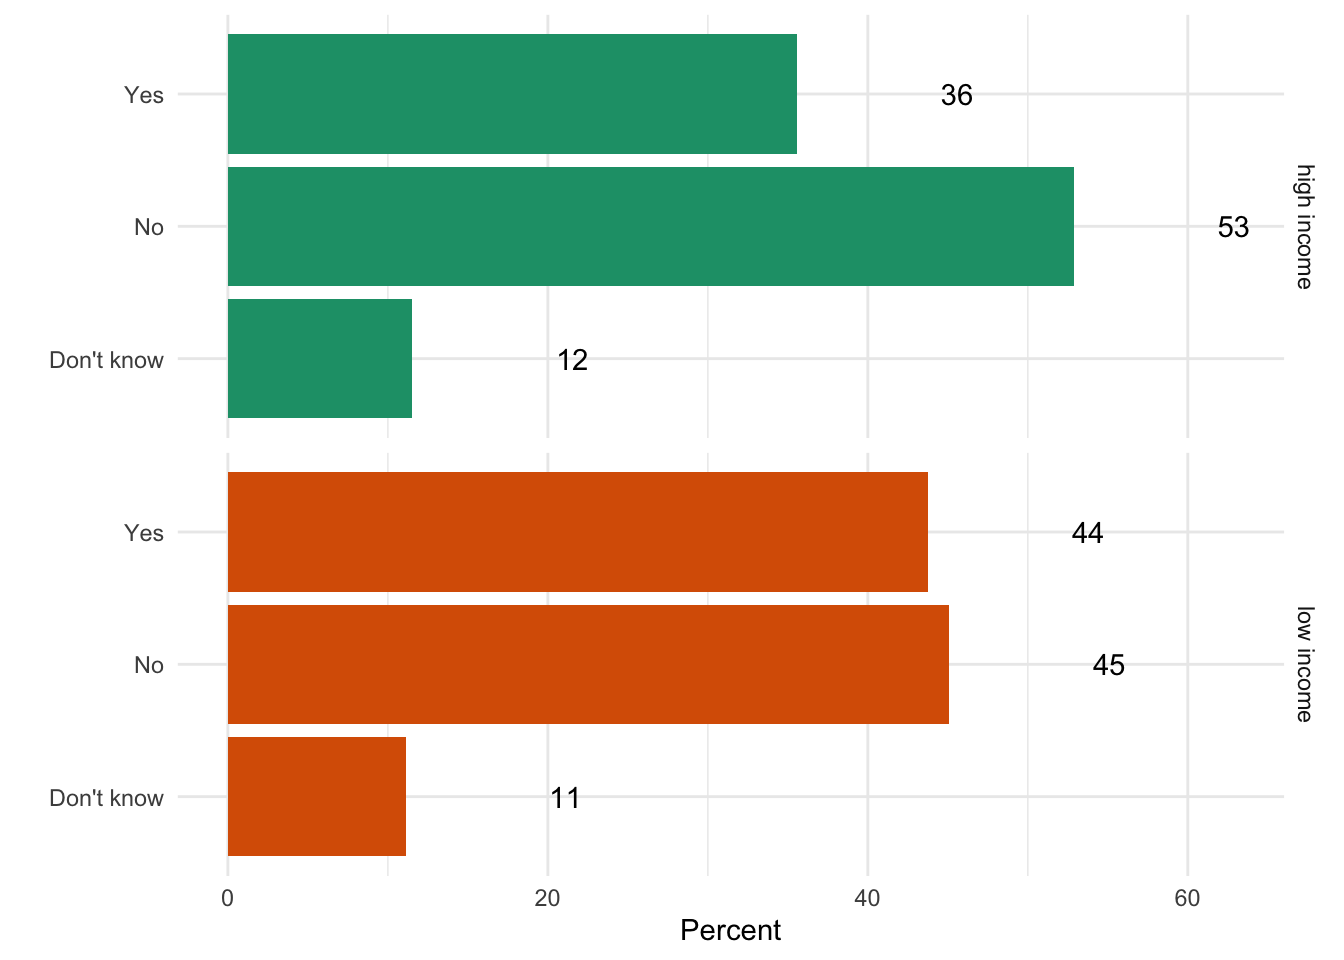 Yes
36
No
53
Don't know
12
high income
Yes
44
No
45
Don't know
11
low income
0 20 40 60
Percent